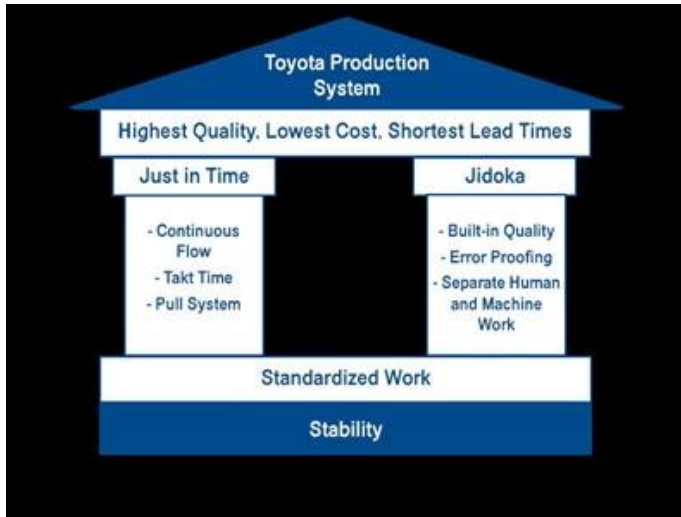 Toyota Production
System
Highest Quality, Lowest Cost, Shortest Lead Times
Just in Time
- Continuous
Flow
- Takt Time
- Pull System
Jidoka
- Built-in Quality
- Error Proofing
- Separate Human
and Machine
Work
Standardized Work
Stability